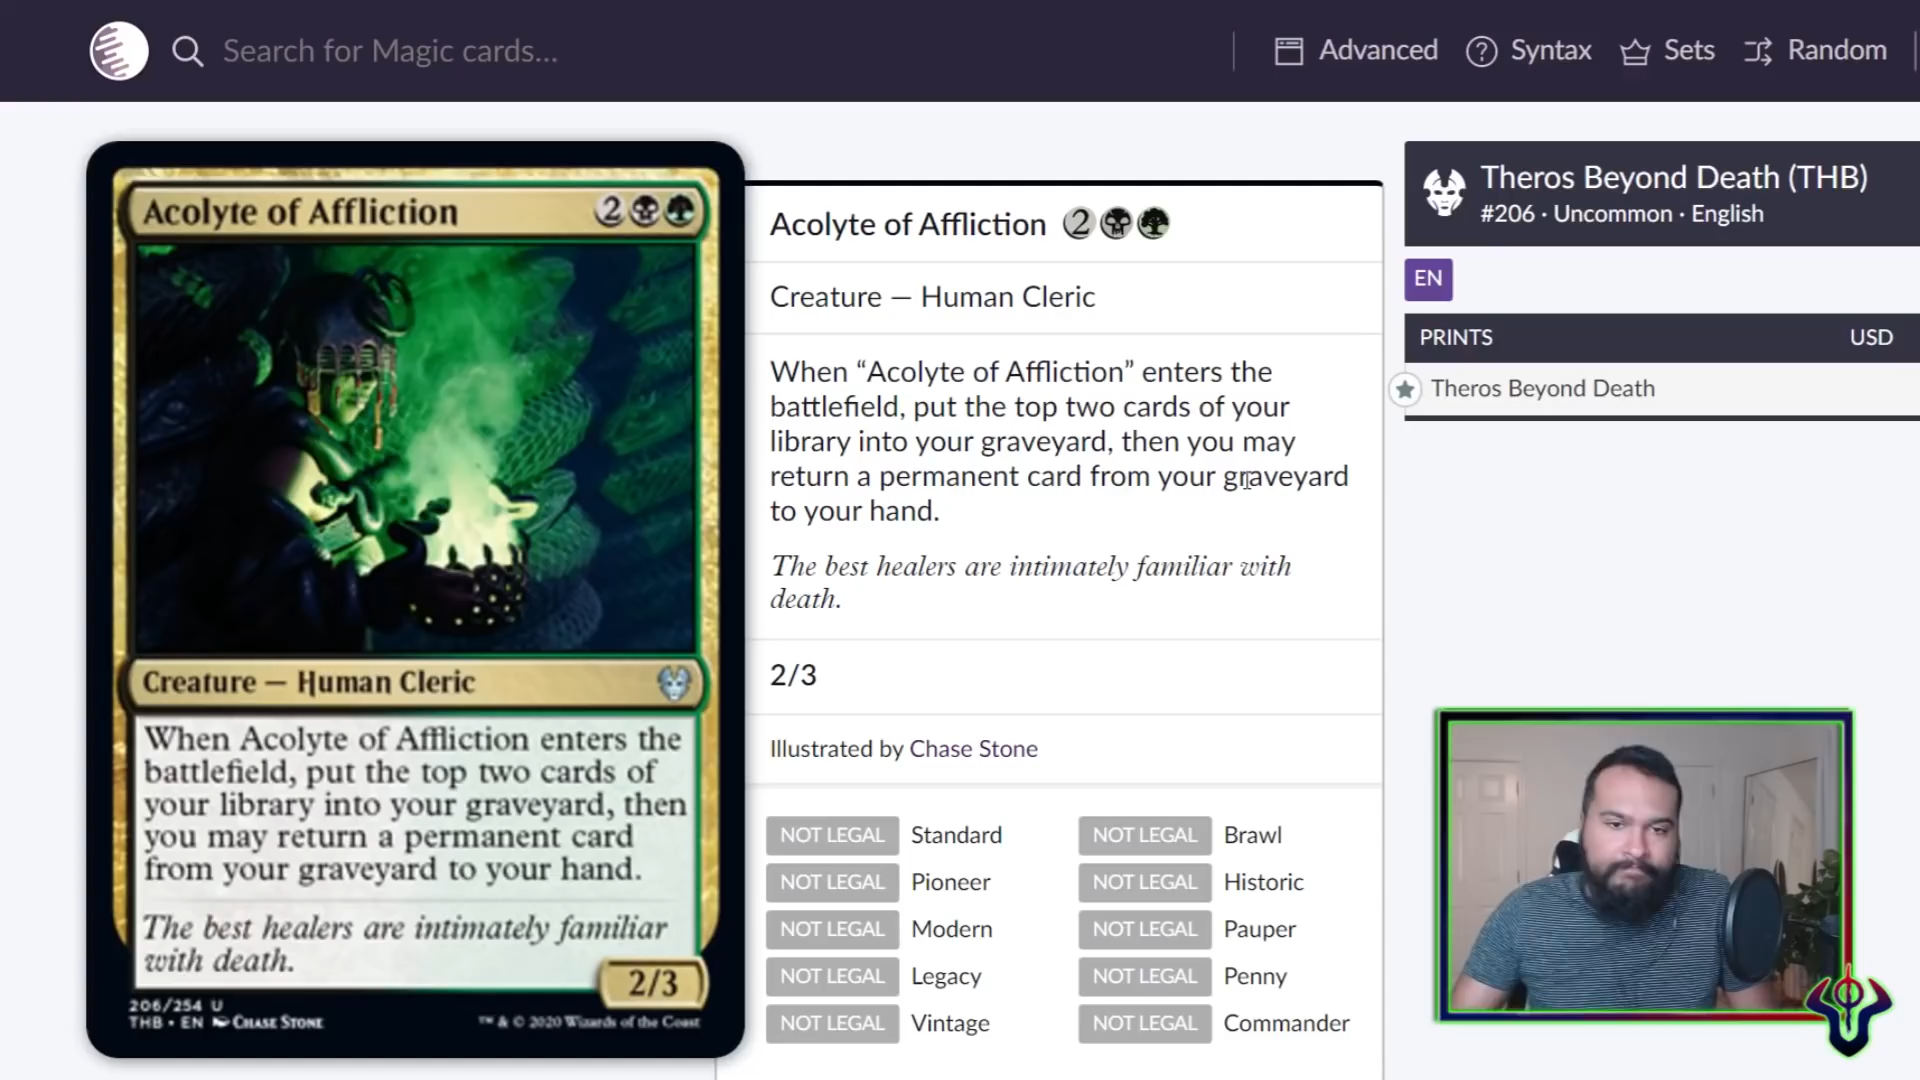 Search for Magic cards...
Advanced
Syntax
Sets
Random
Acolyte of Affliction 2
Creature — Human Cleric
When Acolyte of Affliction enters the
battlefield, put the top two cards of
your library into your graveyard, then
you may return a permanent card
from your graveyard to your hand.
The best healers are intimately familiar
with death.
2/3
206/254 U
THB • EN CHASE STONE
™ & © 2020 Wizards of the Coast
Acolyte of Affliction 2
Creature — Human Cleric
When “Acolyte of Affliction” enters the
battlefield, put the top two cards of your
library into your graveyard, then you may
return a permanent card from your graveyard
to your hand.
The best healers are intimately familiar with
death.
2/3
Illustrated by Chase Stone
NOT LEGAL Standard
NOT LEGAL Brawl
NOT LEGAL Pioneer
NOT LEGAL Historic
NOT LEGAL Modern
NOT LEGAL Pauper
NOT LEGAL Legacy
NOT LEGAL Penny
NOT LEGAL Vintage
NOT LEGAL Commander
Theros Beyond Death (THB)
#206 · Uncommon · English
EN
PRINTS USD
Theros Beyond Death